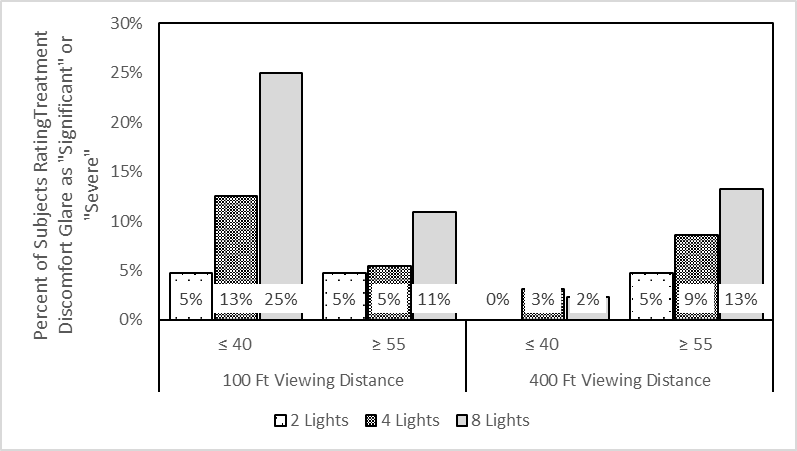 Percent of Subjects RatingTreatment
Discomfort Glare as "Significant" or
"Severe"
30%
25%
20%
15%
10%
5%
0%
5% 13% 25% 5% 5% 11% 0% 3% 2% 5% 9% 13%
≤ 40 ≥ 55 ≤ 40 ≥ 55
100 Ft Viewing Distance 400 Ft Viewing Distance
2 Lights 4 Lights 8 Lights